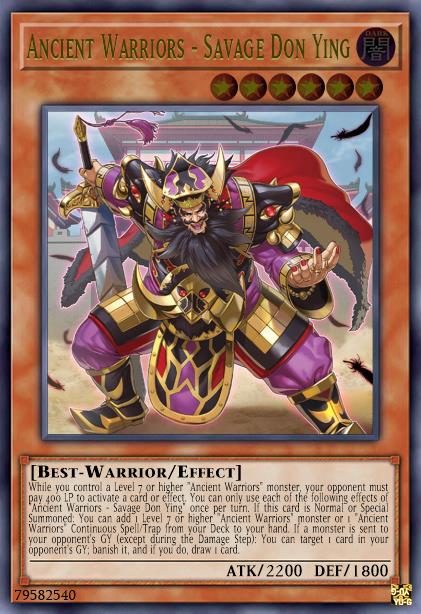 Ancient Warriors - Savage Don Ying
DARK
闇
[Best-Warrior/Effect]
While you control a Level 7 or higher "Ancient Warriors" monster, your opponent must
pay 400 LP to activate a card or effect. You can only use each of the following effects of
"Ancient Warriors - Savage Don Ying" once per turn. If this card is Normal or Special
Summoned: You can add 1 Level 7 or higher "Ancient Warriors" monster or 1 "Ancient
Warriors" Continuous Spell/Trap from your Deck to your hand. If a monster is sent to
your opponent's GY (except during the Damage Step): You can target 1 card in your
opponent's GY; banish it, and if you do, draw 1 card.
ATK/2200 DEF/1800
79582540